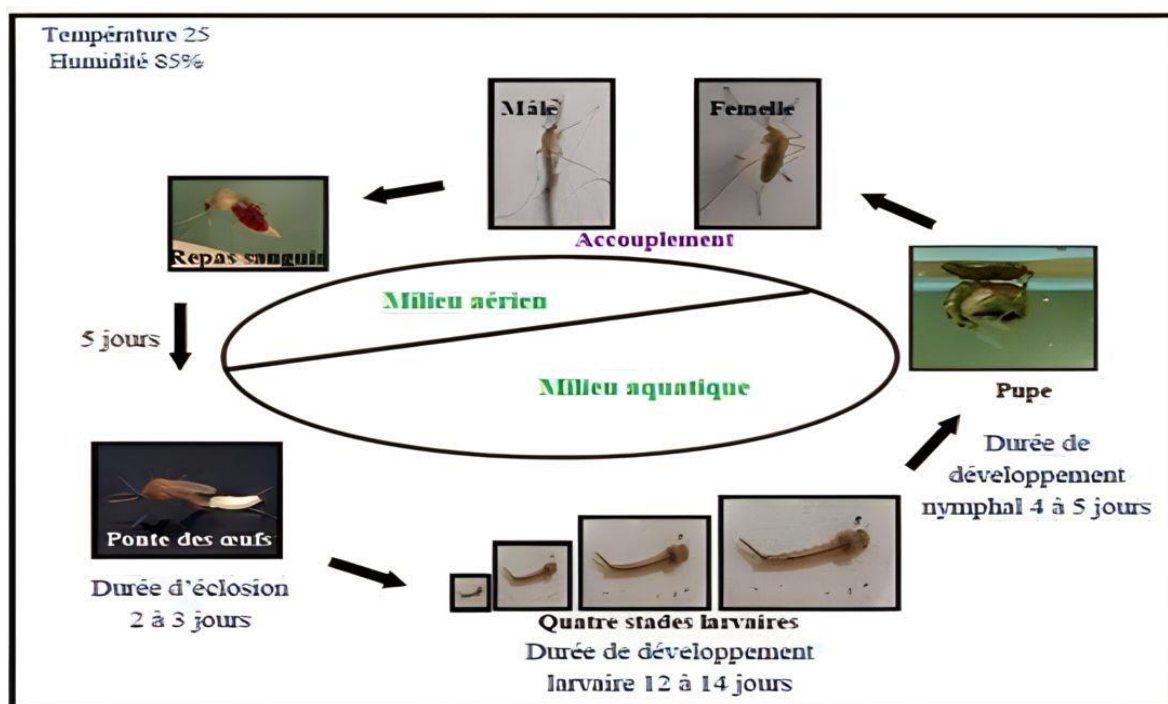 Température 25
Humidité 85%
Mâle
Femelle
Accouplement
Repas sanguin
Milieu aérien
5 jours
Milieu aquatique
Pupe
Durée de
développement
nymphal 4 à 5 jours
Ponte des œufs
Durée d'éclosion
2 à 3 jours
Quatre stades larvaires
Durée de développement
larvaire 12 à 14 jours